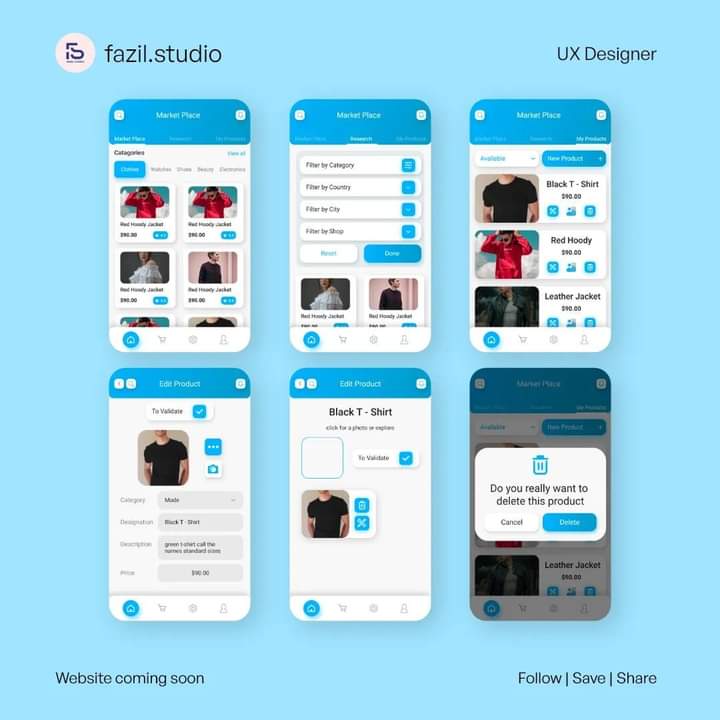 fazil.studio
UX Designer
Market Place
Market Place Research My Products
Catagories View all
Clothes Watches Shoes Beauty Electronics
Red Hoody Jacket Red Hoody Jacket
$90.00 $90.00
Red Hoody Jacket Red Hoody Jacket
$90.00 $90.00
Market Place
Market Place Research My Products
Filter by Category
Filter by Country
Filter by City
Filter by Shop
Reset Done
Red Hoody Jacket Red Hoody Jacket
$90.00 $90.00
Market Place
Market Place Research My Products
Available New Product +
Black T - Shirt
$90.00
Red Hoody
$90.00
Leather Jacket
$90.00
Edit Product
To Validate
Category Made
Designation Black T - Shirt
Description green t-shirt call the
names standard sizes
Price $90.00
Edit Product
Black T - Shirt
click for a photo or explore
To Validate
Market Place
My Products
Available New Product +
Do you really want to
delete this product
Cancel Delete
Leather Jacket
$90.00
Website coming soon
Follow | Save | Share